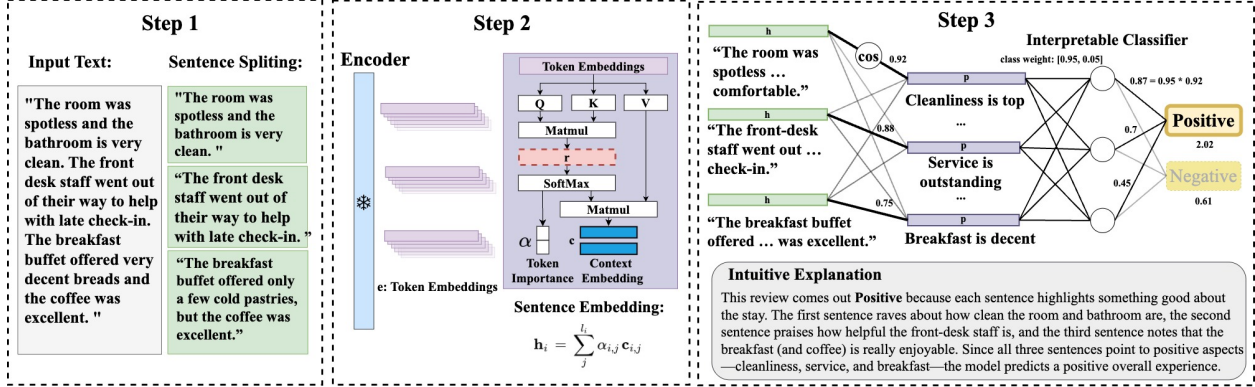 Step 1
Input Text:
Sentence Spliting:
"The room was
spotless and the
bathroom is very
clean. The front
desk staff went out
of their way to help
with late check-in.
The breakfast
buffet offered very
decent breads and
the coffee was
excellent. "
"The room was
spotless and the
bathroom is very
clean. "
“The front desk
staff went out of
their way to help
with late check-in. ”
“The breakfast
buffet offered only
a few cold pastries,
but the coffee was
excellent.”
Step 2
Encoder
e: Token Embeddings
Token Embeddings
Q
K
V
Matmul
r
SoftMax
Matmul
α
c
Token
Importance
Context
Embedding
Sentence Embedding:
h_i = ∑_j^{l_i} α_{i,j} c_{i,j}
Step 3
h
“The room was
spotless …
comfortable.”
h
“The front-desk
staff went out …
check-in.”
h
“The breakfast buffet
offered … was excellent.”
cos
0.92
0.88
0.75
p
Cleanliness is top
...
p
Service is
outstanding
...
p
Breakfast is decent
Interpretable Classifier
class weight: [0.95, 0.05]
0.87 = 0.95 * 0.92
0.7
0.45
Positive
2.02
Negative
0.61
Intuitive Explanation
This review comes out Positive because each sentence highlights something good about
the stay. The first sentence raves about how clean the room and bathroom are, the second
sentence praises how helpful the front-desk staff is, and the third sentence notes that the
breakfast (and coffee) is really enjoyable. Since all three sentences point to positive aspects
—cleanliness, service, and breakfast—the model predicts a positive overall experience.